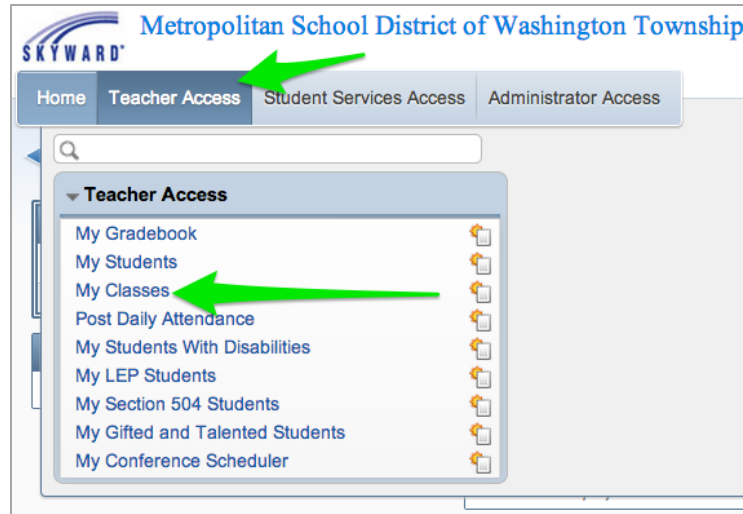 Metropolitan School District of Washington Township
SKYWARD
Home Teacher Access Student Services Access Administrator Access
Teacher Access
My Gradebook
My Students
My Classes
Post Daily Attendance
My Students With Disabilities
My LEP Students
My Section 504 Students
My Gifted and Talented Students
My Conference Scheduler